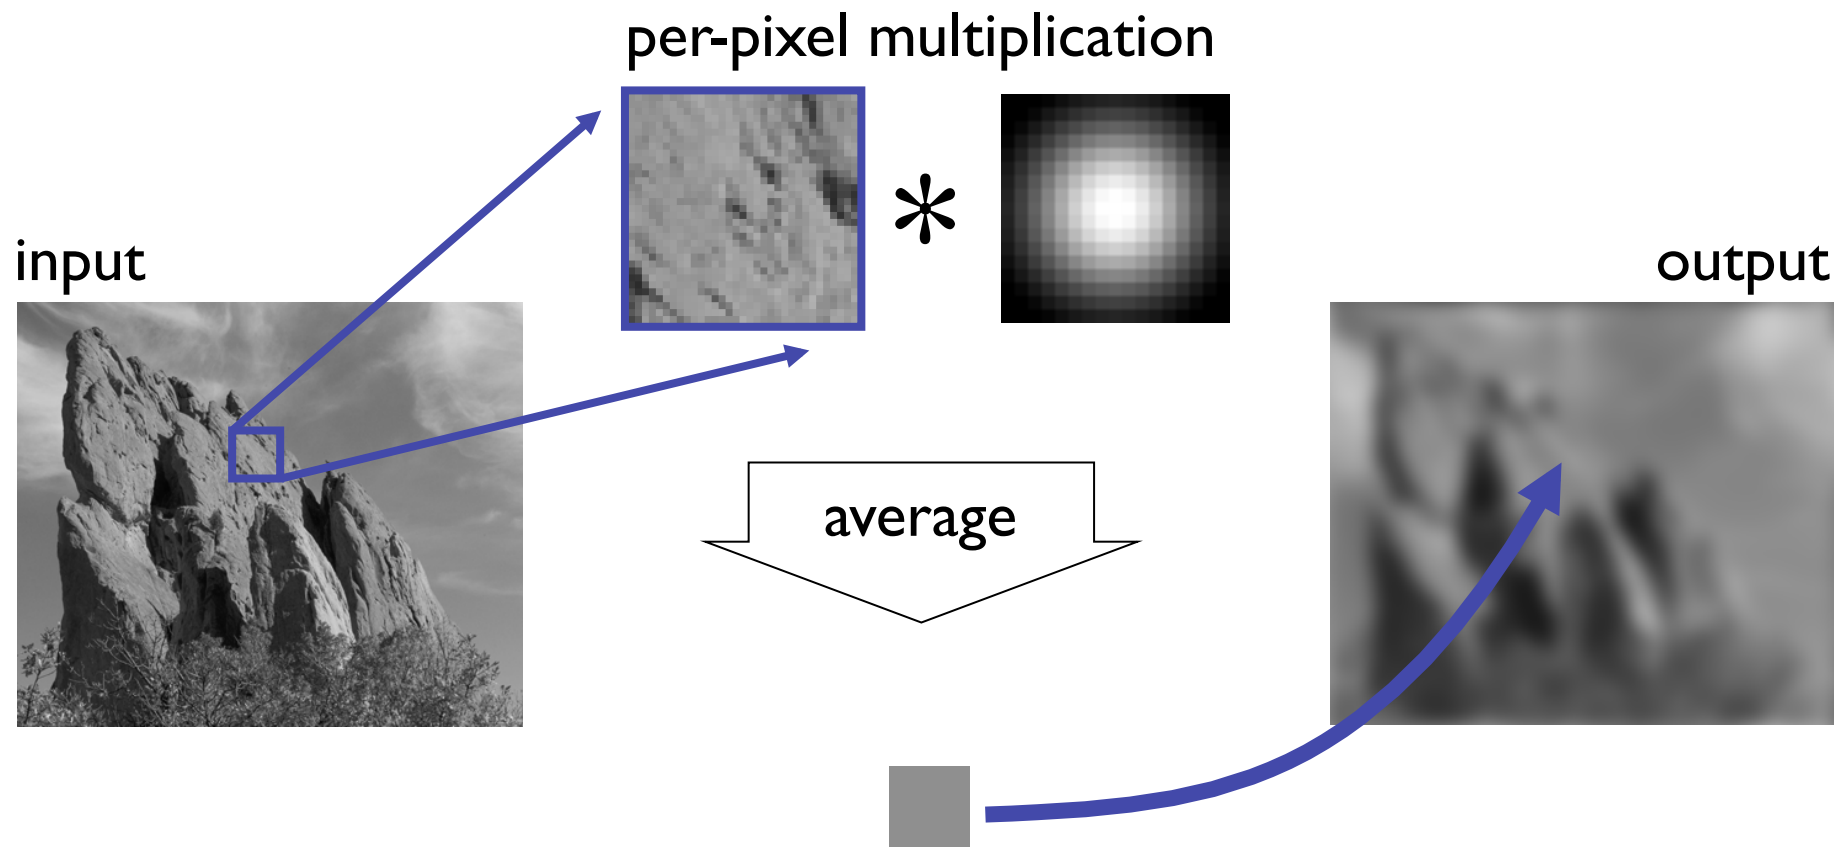 per-pixel multiplication
*
input
output
average